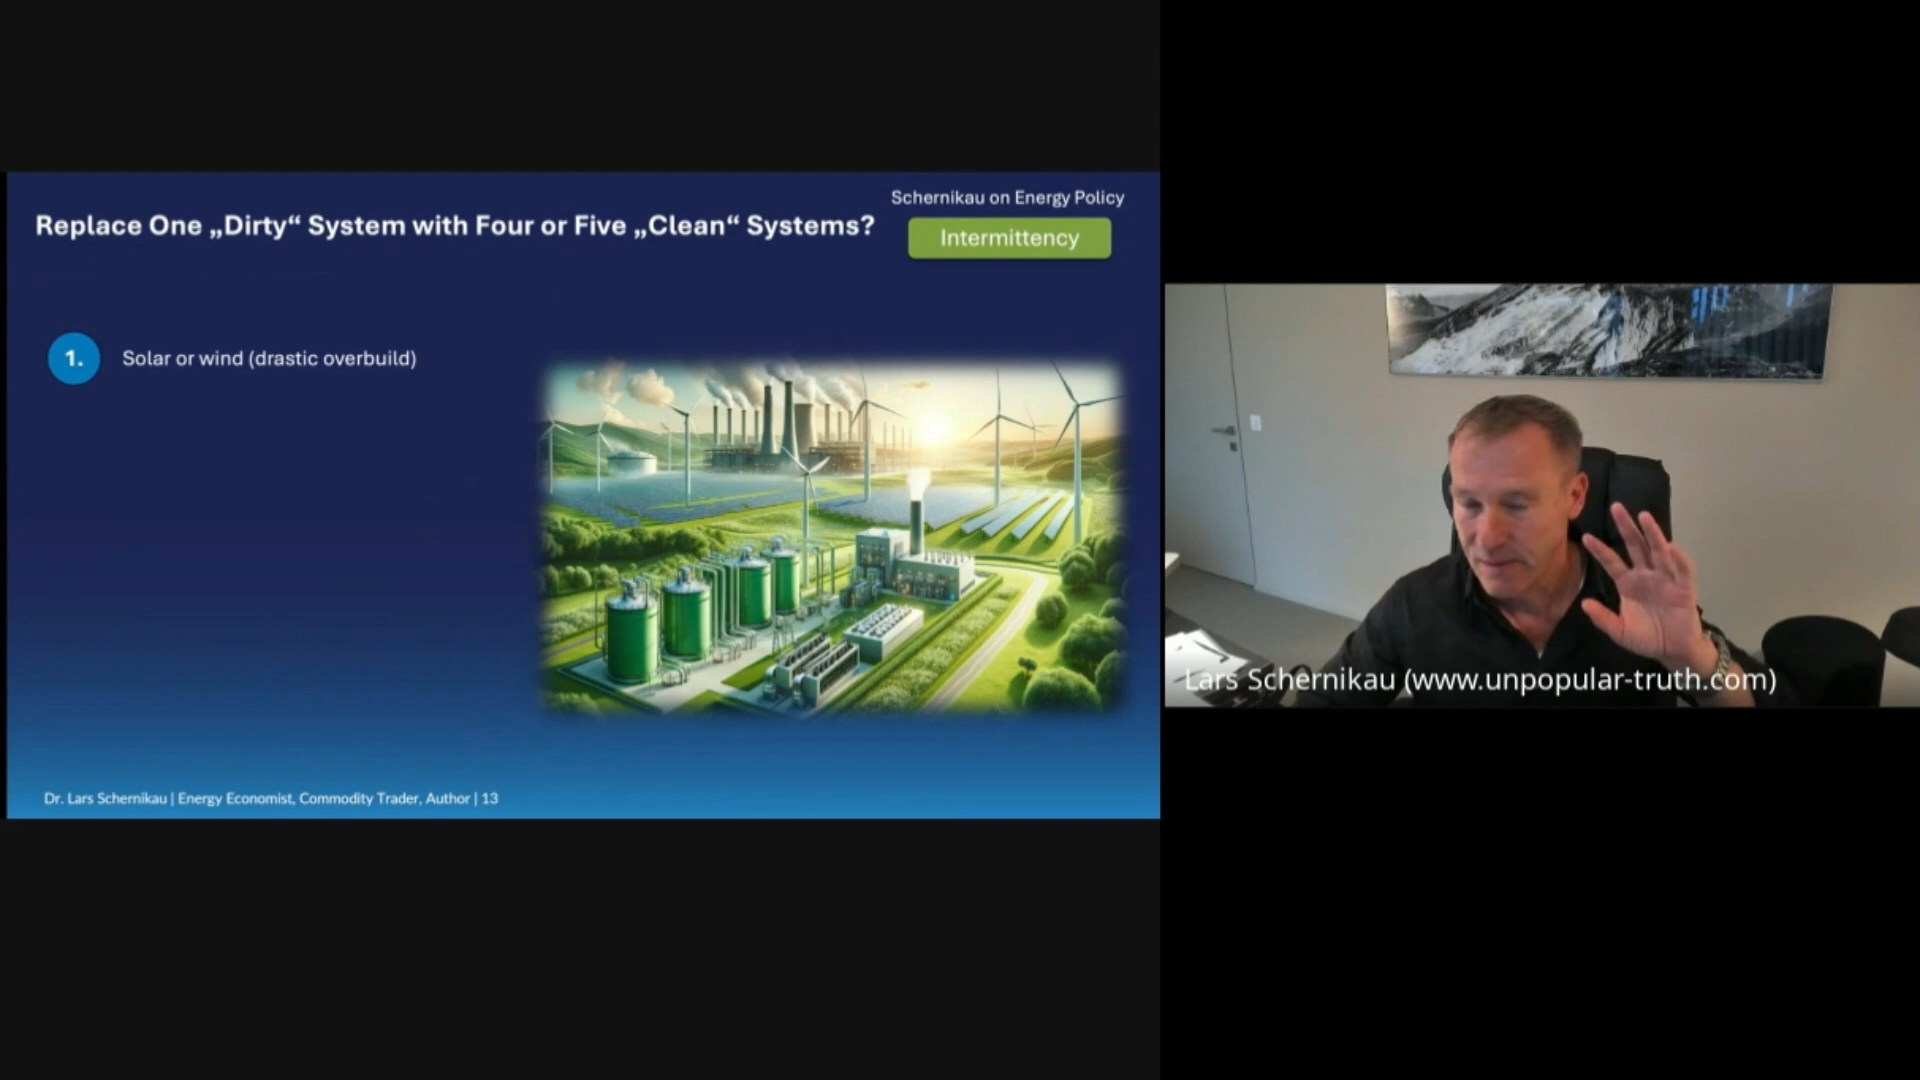 Schernikau on Energy Policy
Replace One „Dirty“ System with Four or Five „Clean“ Systems?
Intermittency
1. Solar or wind (drastic overbuild)
Dr. Lars Schernikau | Energy Economist, Commodity Trader, Author | 13
Lars Schernikau (www.unpopular-truth.com)